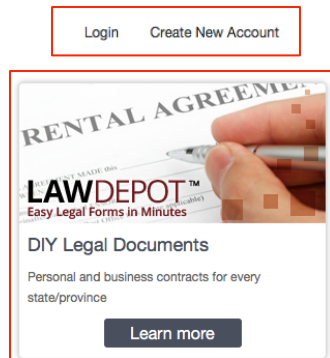 Login Create New Account
RENTAL AGREEMENT
LAWDEPOT™
Easy Legal Forms in Minutes
DIY Legal Documents
Personal and business contracts for every
state/province
Learn more